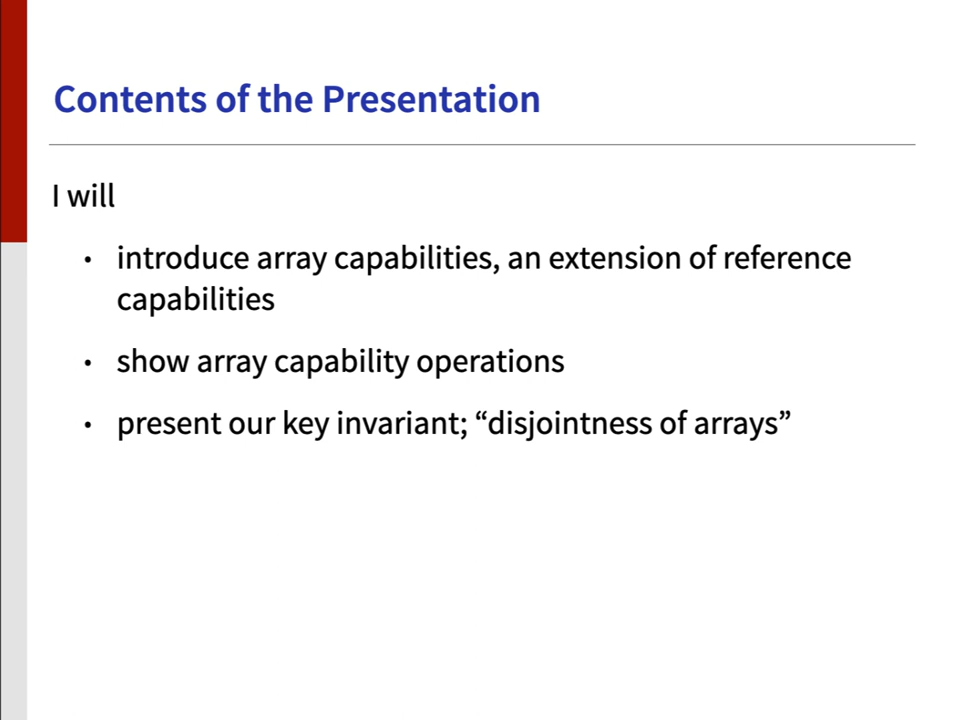 Contents of the Presentation
I will
• introduce array capabilities, an extension of reference
capabilities
• show array capability operations
• present our key invariant; “disjointness of arrays”